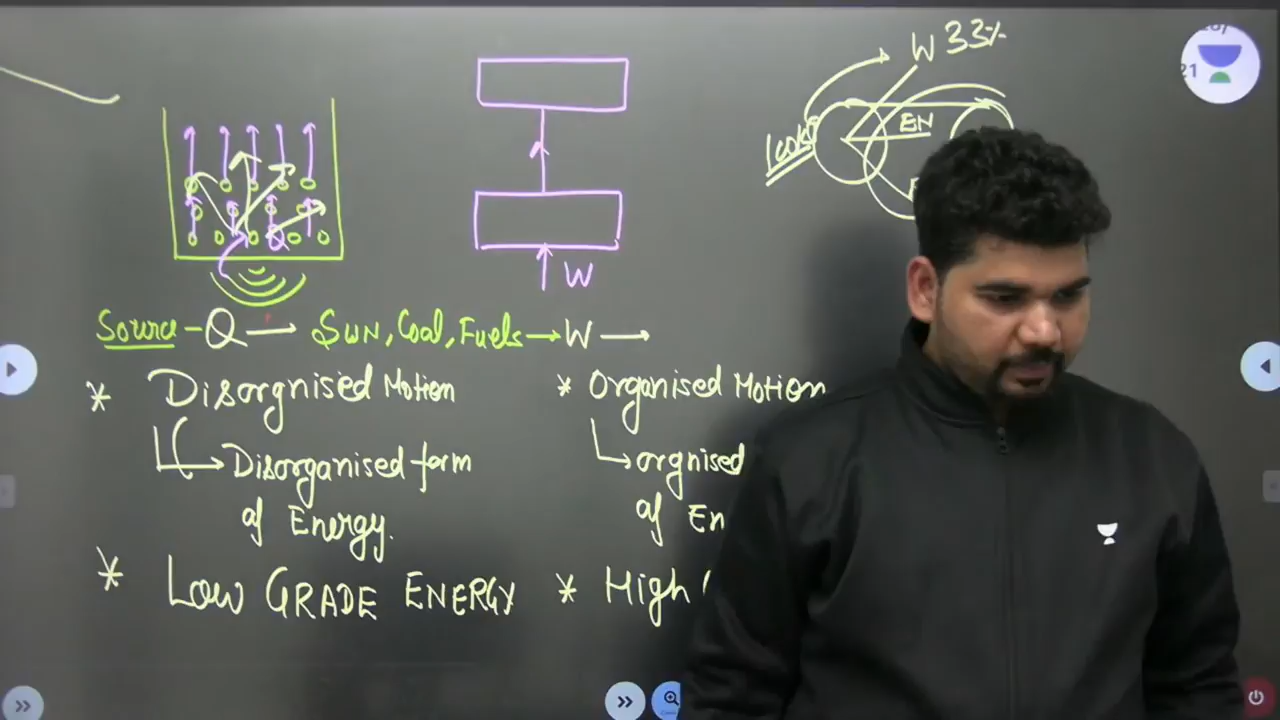 W 33%
EN
W
Source - Q → Sun, Coal, Fuels → W →
* Disorgnised Motion
* Organised Motion
Disorganised form
of Energy.
orgnised
of En
* LOW GRADE ENERGY
* High
21